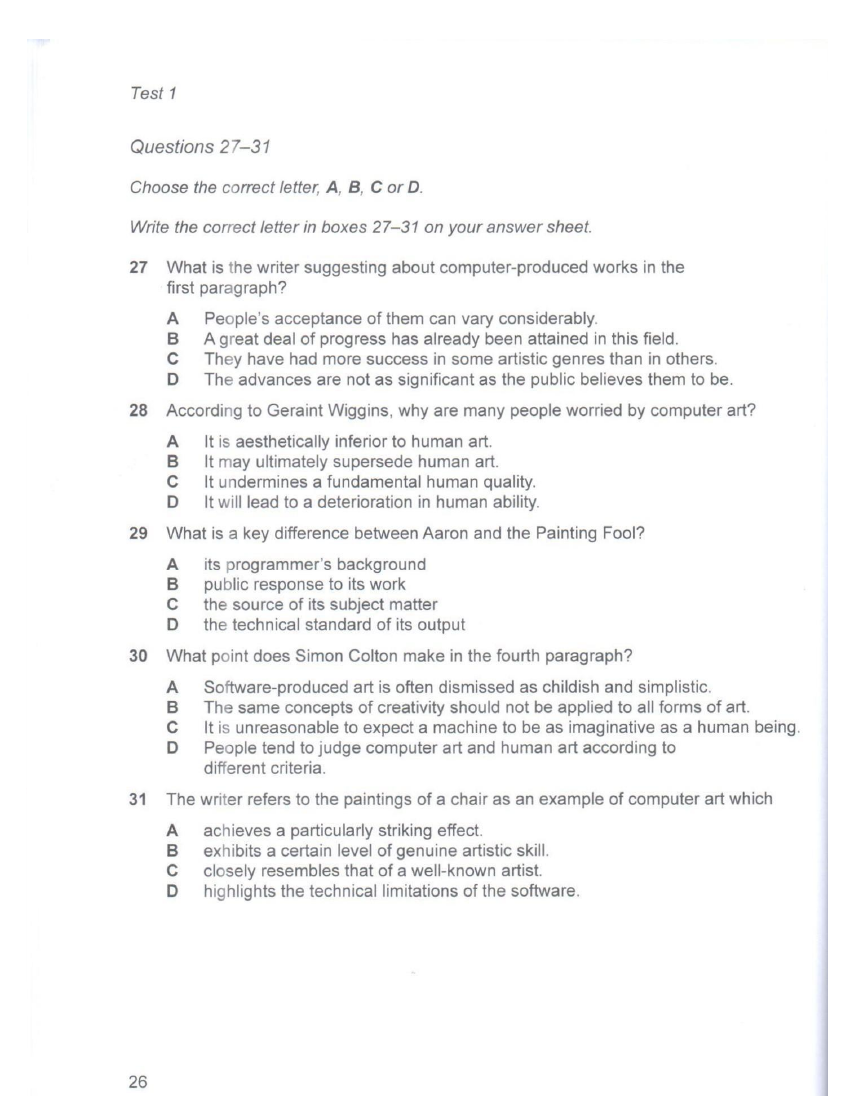 Test 1
Questions 27–31
Choose the correct letter, A, B, C or D.
Write the correct letter in boxes 27–31 on your answer sheet.
27 What is the writer suggesting about computer-produced works in the
first paragraph?
A People's acceptance of them can vary considerably.
B A great deal of progress has already been attained in this field.
C They have had more success in some artistic genres than in others.
D The advances are not as significant as the public believes them to be.
28 According to Geraint Wiggins, why are many people worried by computer art?
A It is aesthetically inferior to human art.
B It may ultimately supersede human art.
C It undermines a fundamental human quality.
D It will lead to a deterioration in human ability.
29 What is a key difference between Aaron and the Painting Fool?
A its programmer's background
B public response to its work
C the source of its subject matter
D the technical standard of its output
30 What point does Simon Colton make in the fourth paragraph?
A Software-produced art is often dismissed as childish and simplistic.
B The same concepts of creativity should not be applied to all forms of art.
C It is unreasonable to expect a machine to be as imaginative as a human being.
D People tend to judge computer art and human art according to
different criteria.
31 The writer refers to the paintings of a chair as an example of computer art which
A achieves a particularly striking effect.
B exhibits a certain level of genuine artistic skill.
C closely resembles that of a well-known artist.
D highlights the technical limitations of the software.
26